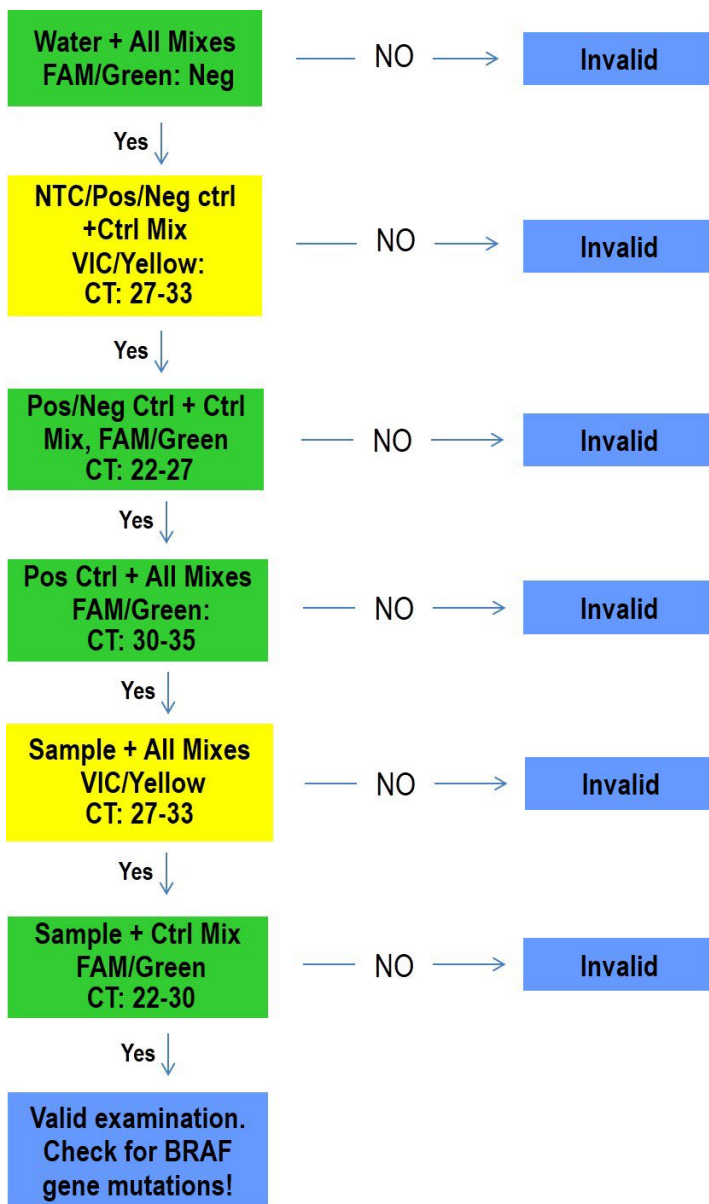 Water + All Mixes
FAM/Green: Neg
NO
Invalid
Yes
NTC/Pos/Neg ctrl
+Ctrl Mix
VIC/Yellow:
CT: 27-33
NO
Invalid
Yes
Pos/Neg Ctrl + Ctrl
Mix, FAM/Green
CT: 22-27
NO
Invalid
Yes
Pos Ctrl + All Mixes
FAM/Green:
CT: 30-35
NO
Invalid
Yes
Sample + All Mixes
VIC/Yellow
CT: 27-33
NO
Invalid
Yes
Sample + Ctrl Mix
FAM/Green
CT: 22-30
NO
Invalid
Yes
Valid examination.
Check for BRAF
gene mutations!